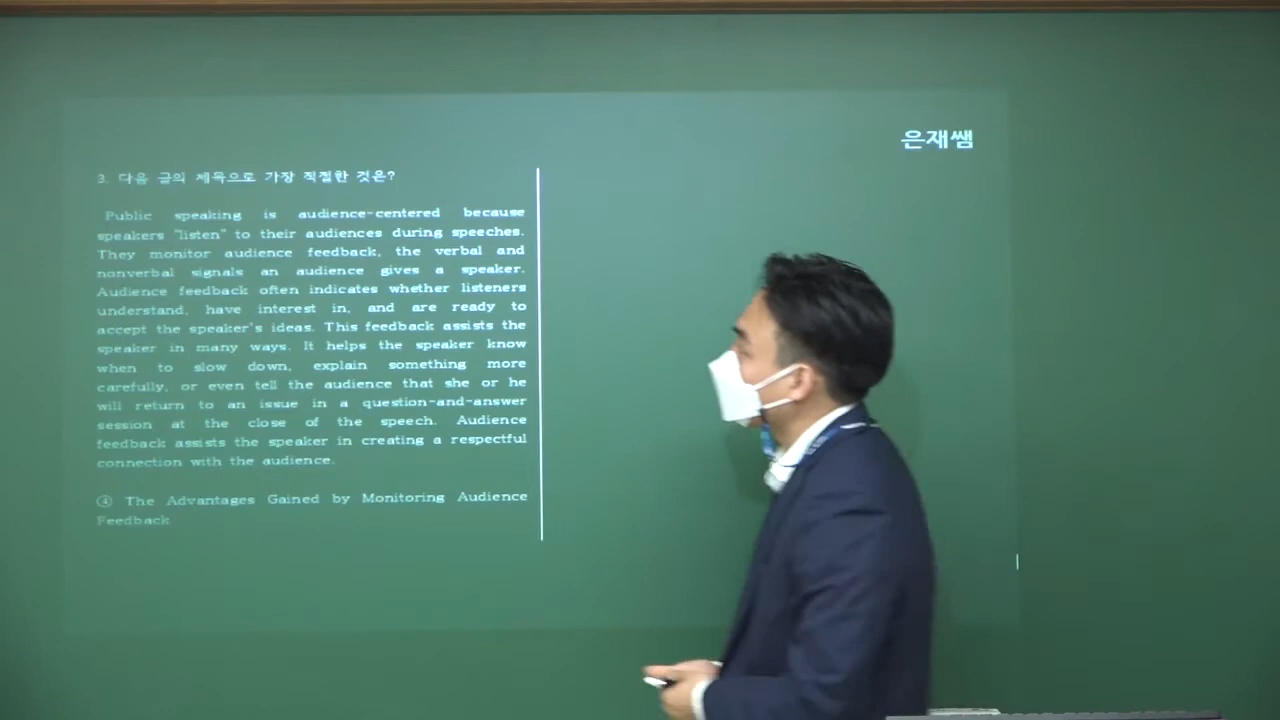 은재쌤
3. 다음 글의 제목으로 가장 적절한 것은?
Public speaking is audience-centered because
speakers "listen" to their audiences during speeches.
They monitor audience feedback, the verbal and
nonverbal signals an audience gives a speaker.
Audience feedback often indicates whether listeners
understand, have interest in, and are ready to
accept the speaker's ideas. This feedback assists the
speaker in many ways. It helps the speaker know
when to slow down, explain something more
carefully, or even tell the audience that she or he
will return to an issue in a question-and-answer
session at the close of the speech. Audience
feedback assists the speaker in creating a respectful
connection with the audience.
④ The Advantages Gained by Monitoring Audience
Feedback